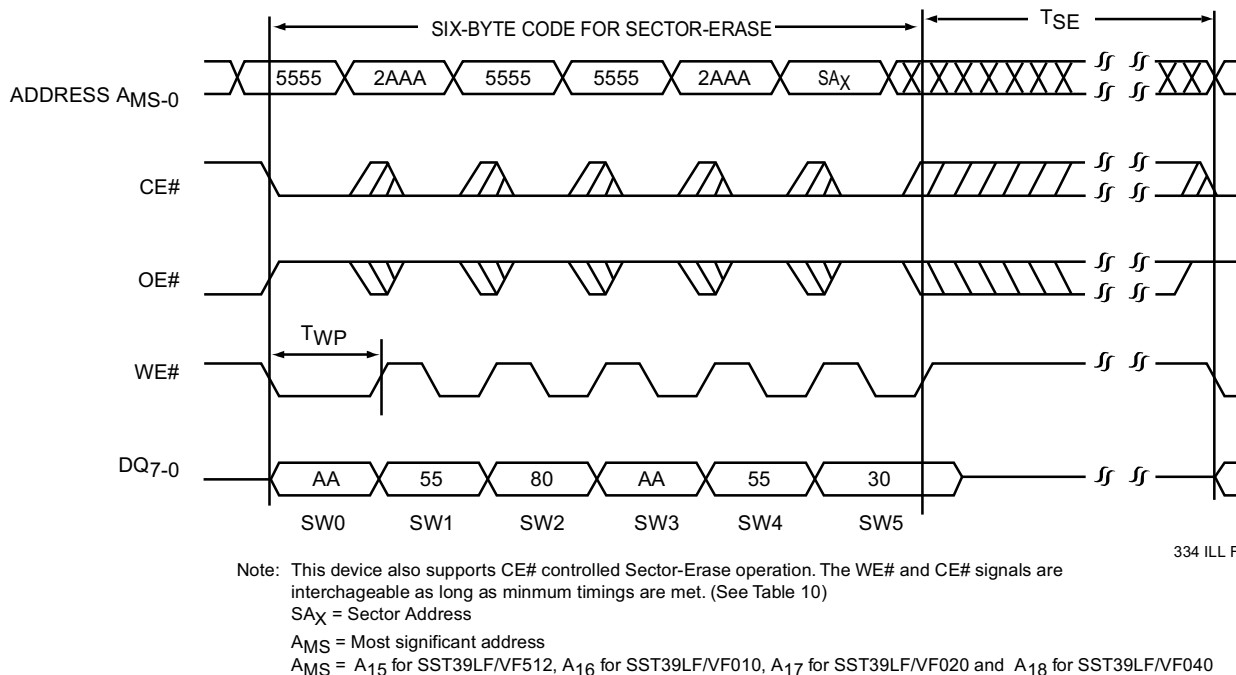 SIX-BYTE CODE FOR SECTOR-ERASE TSE
ADDRESS AMS-0 5555 2AAA 5555 5555 2AAA SAX
CE#
OE#
TWP
WE#
DQ7-0 AA 55 80 AA 55 30
SW0 SW1 SW2 SW3 SW4 SW5
334 ILL F
Note: This device also supports CE# controlled Sector-Erase operation. The WE# and CE# signals are
interchageable as long as minmum timings are met. (See Table 10)
SAX = Sector Address
AMS = Most significant address
AMS = A15 for SST39LF/VF512, A16 for SST39LF/VF010, A17 for SST39LF/VF020 and A18 for SST39LF/VF040